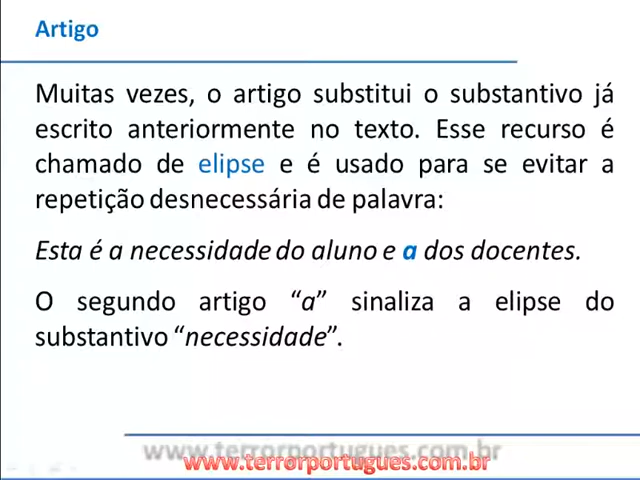 Artigo
Muitas vezes, o artigo substitui o substantivo já
escrito anteriormente no texto. Esse recurso é
chamado de elipse e é usado para se evitar a
repetição desnecessária de palavra:
Esta é a necessidade do aluno e a dos docentes.
O segundo artigo “a” sinaliza a elipse do
substantivo “necessidade”.
www.terrorportugues.com.br
www.terrorportugues.com.br